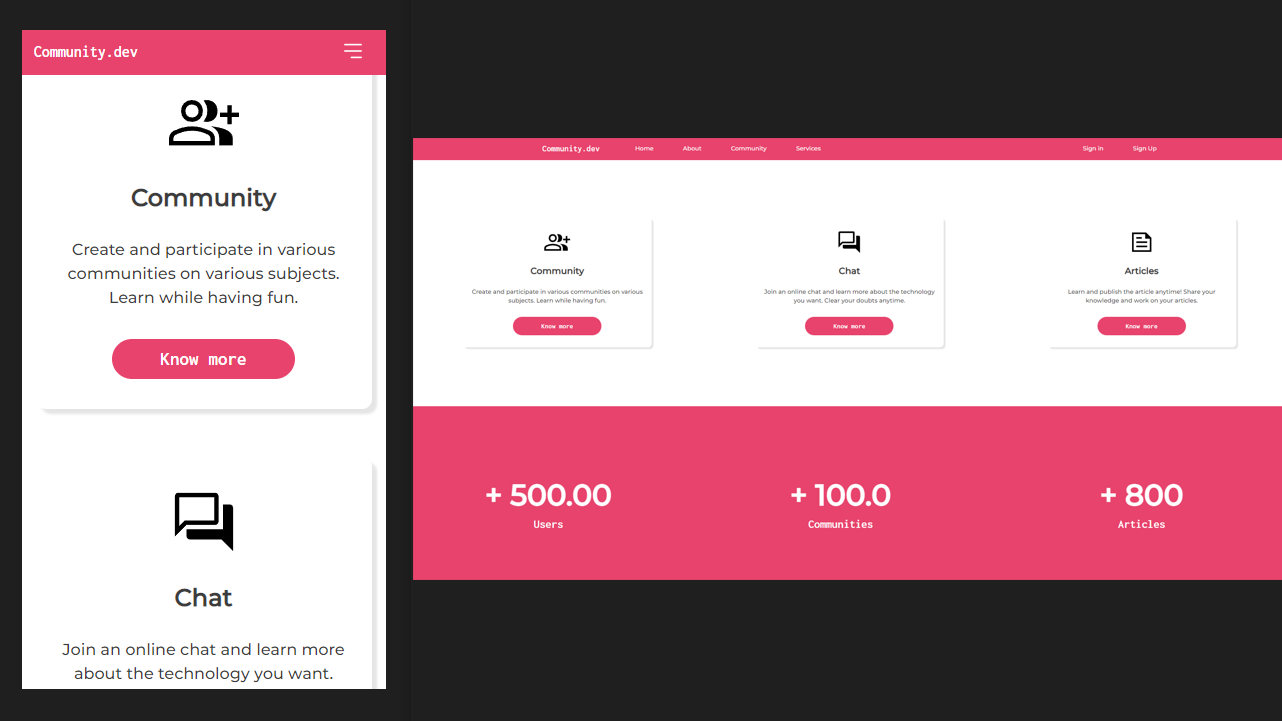 Community.dev
Community
Create and participate in various
communities on various subjects.
Learn while having fun.
Know more
Chat
Join an online chat and learn more
about the technology you want.
Community.dev Home About Community Services Sign In Sign Up
Community
Create and participate in various communities on various
subjects. Learn while having fun.
Know more
Chat
Join an online chat and learn more about the technology
you want. Clear your doubts anytime.
Know more
Articles
Learn and publish the article anytime! Share your
knowledge and work on your articles.
Know more
+ 500.00
Users
+ 100.0
Communities
+ 800
Articles